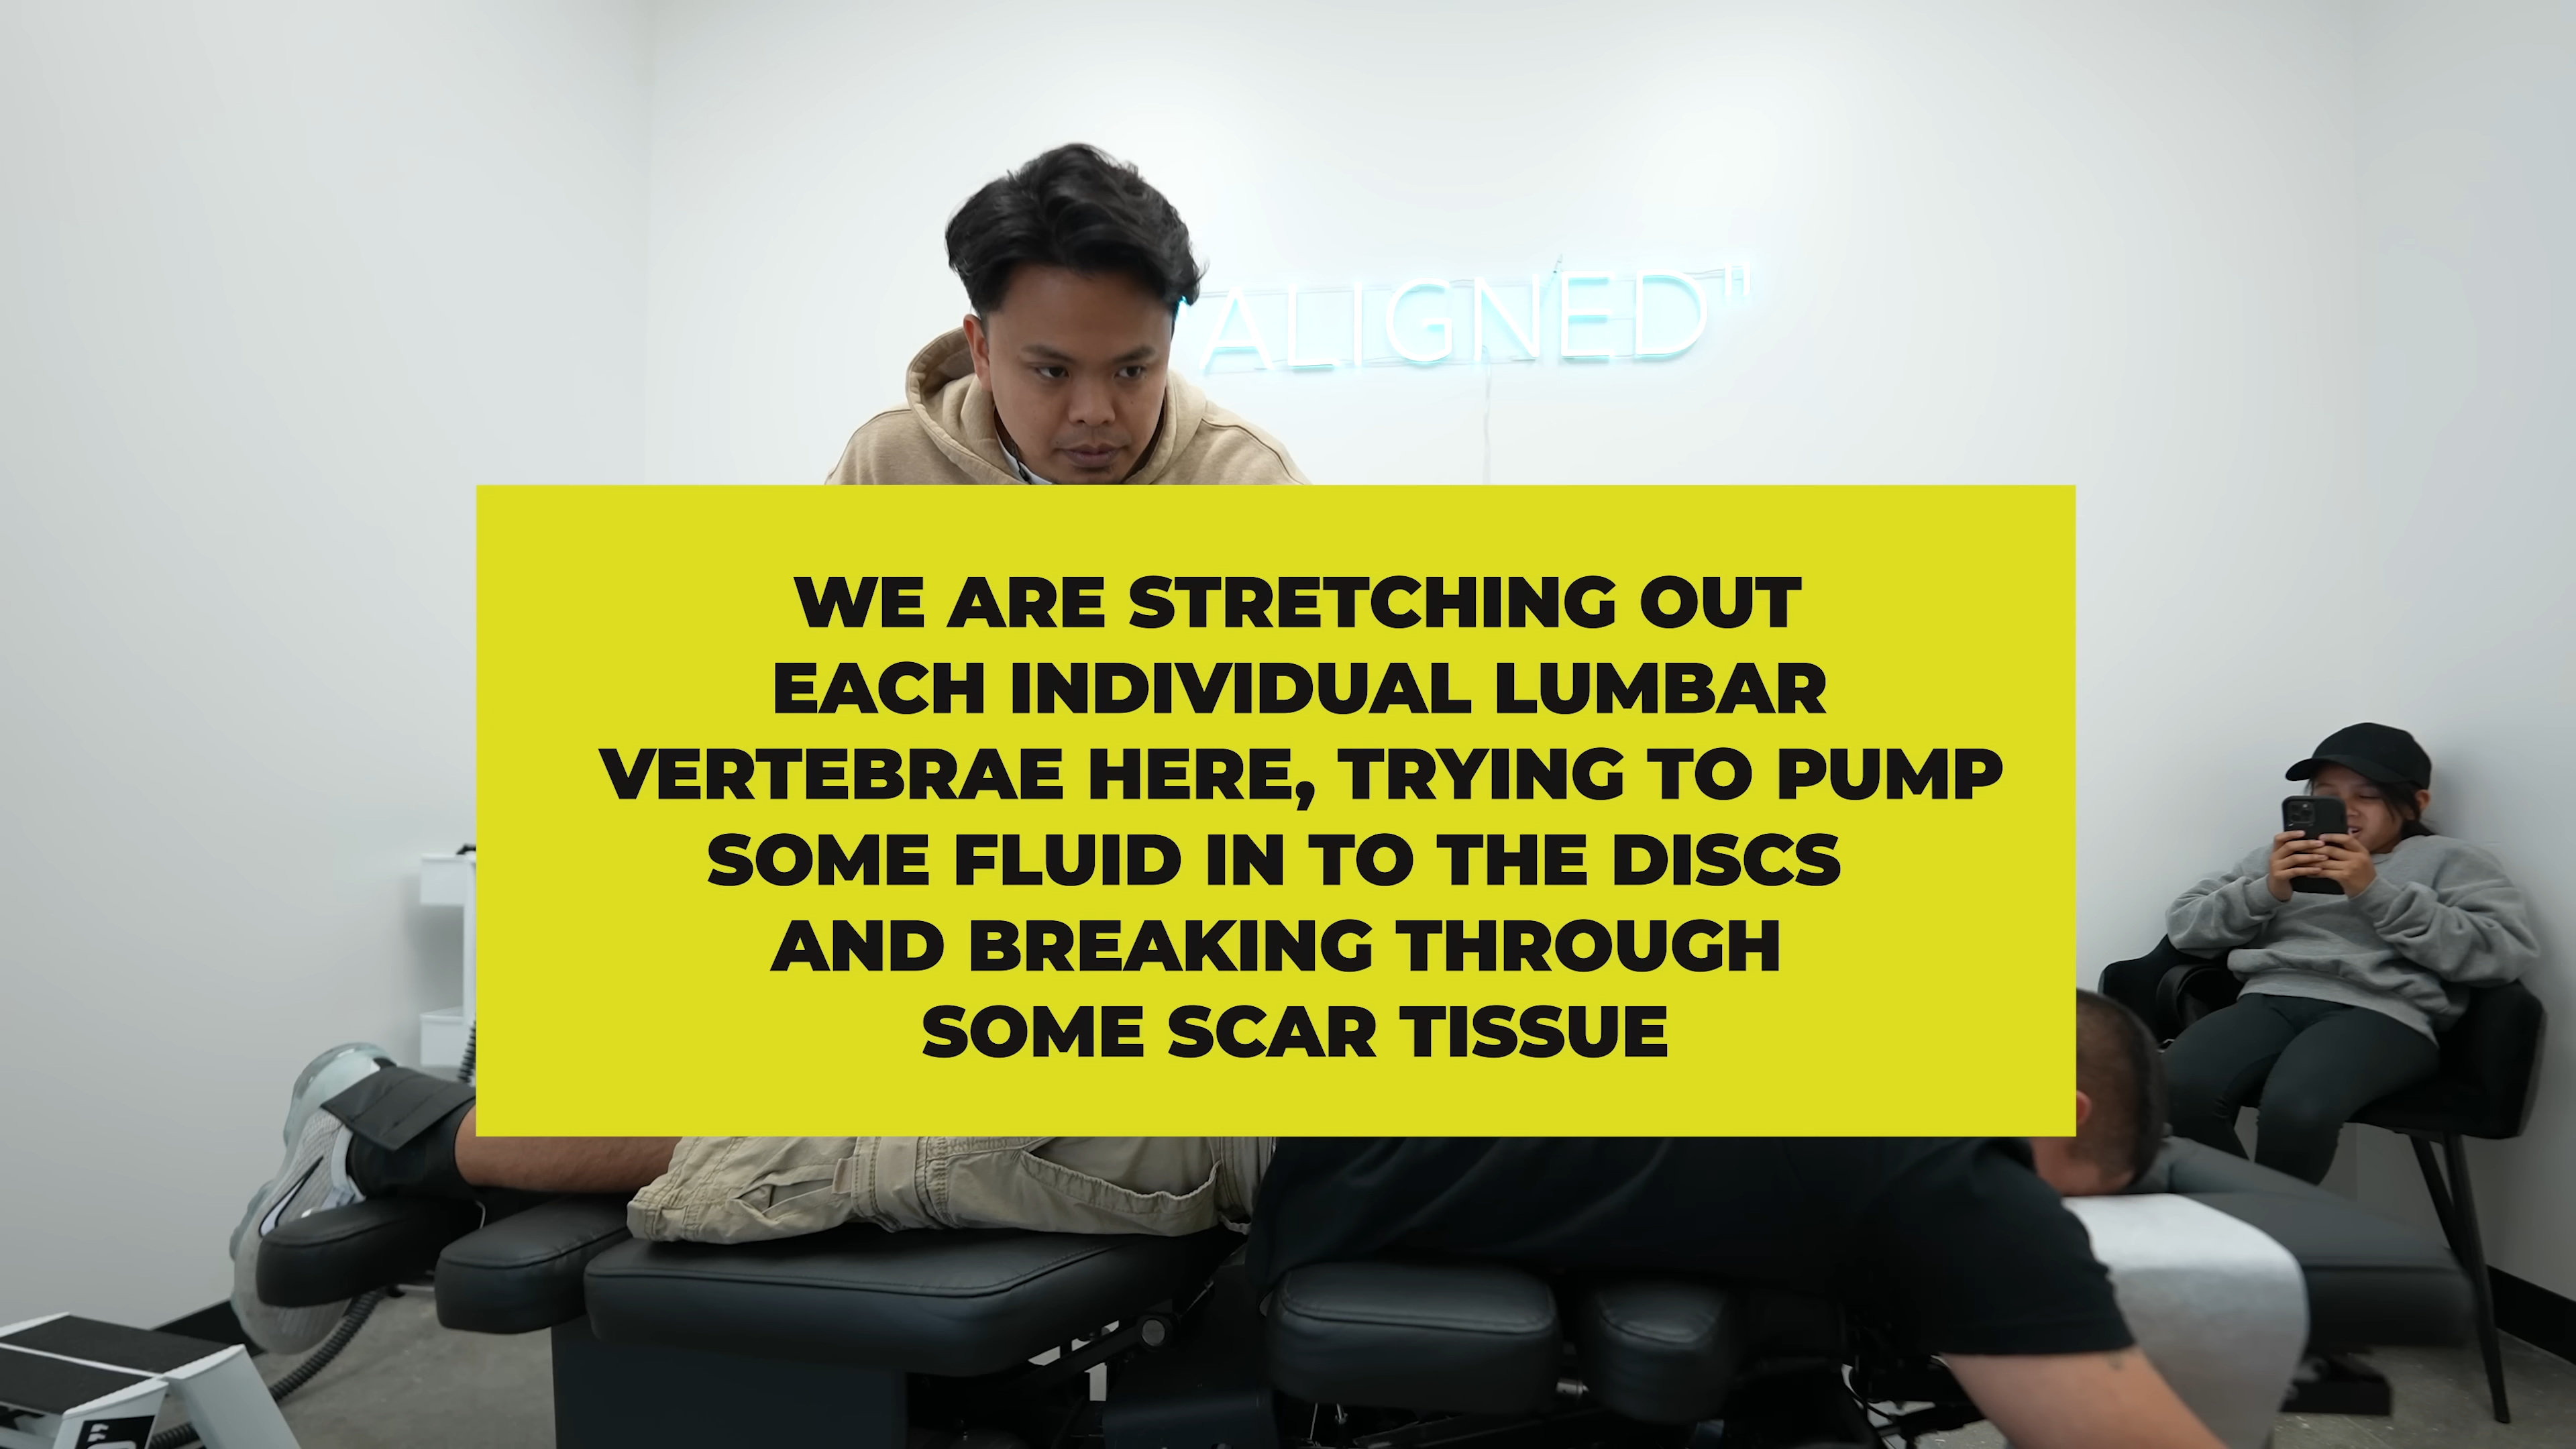 ALIGNED"
WE ARE STRETCHING OUT
EACH INDIVIDUAL LUMBAR
VERTEBRAE HERE, TRYING TO PUMP
SOME FLUID IN TO THE DISCS
AND BREAKING THROUGH
SOME SCAR TISSUE